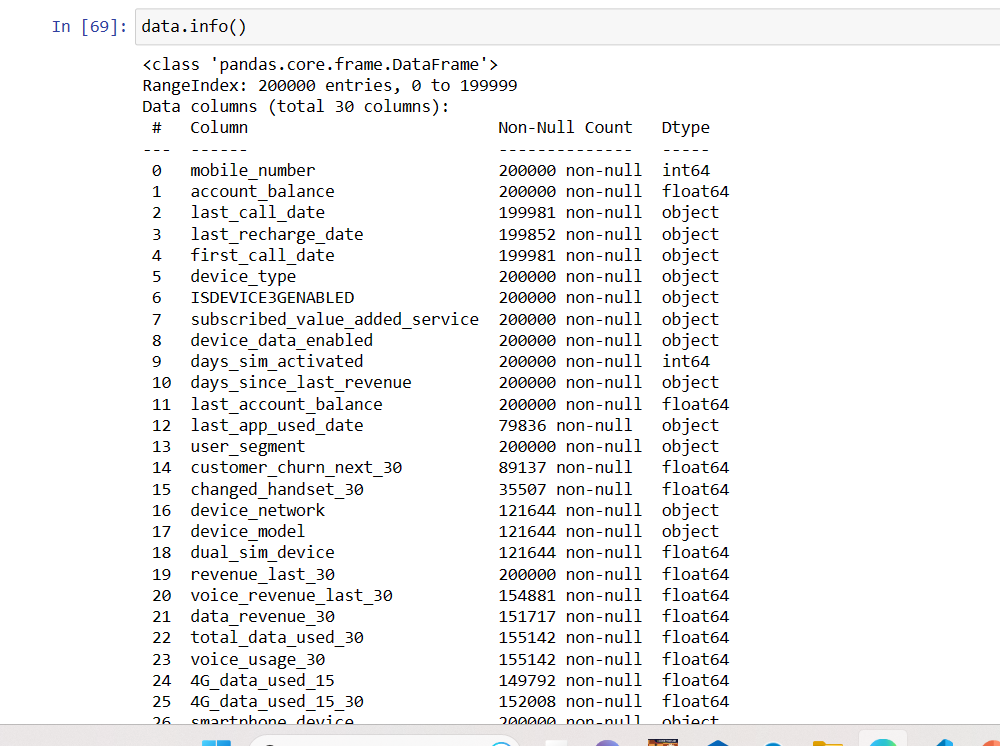 In [69]: data.info()
<class 'pandas.core.frame.DataFrame'>
RangeIndex: 200000 entries, 0 to 199999
Data columns (total 30 columns):
 #   Column                         Non-Null Count   Dtype
---  ------                         --------------   -----
 0   mobile_number                  200000 non-null  int64
 1   account_balance                200000 non-null  float64
 2   last_call_date                 199981 non-null  object
 3   last_recharge_date             199852 non-null  object
 4   first_call_date                199981 non-null  object
 5   device_type                    200000 non-null  object
 6   ISDEVICE3GENABLED              200000 non-null  object
 7   subscribed_value_added_service 200000 non-null  object
 8   device_data_enabled            200000 non-null  object
 9   days_sim_activated             200000 non-null  int64
 10  days_since_last_revenue        200000 non-null  object
 11  last_account_balance           200000 non-null  float64
 12  last_app_used_date             79836 non-null   object
 13  user_segment                   200000 non-null  object
 14  customer_churn_next_30         89137 non-null   float64
 15  changed_handset_30             35507 non-null   float64
 16  device_network                 121644 non-null  object
 17  device_model                   121644 non-null  object
 18  dual_sim_device                121644 non-null  float64
 19  revenue_last_30                200000 non-null  float64
 20  voice_revenue_last_30          154881 non-null  float64
 21  data_revenue_30                151717 non-null  float64
 22  total_data_used_30             155142 non-null  float64
 23  voice_usage_30                 155142 non-null  float64
 24  4G_data_used_15                149792 non-null  float64
 25  4G_data_used_15_30             152008 non-null  float64
 26  smartphone_device              200000 non-null  object